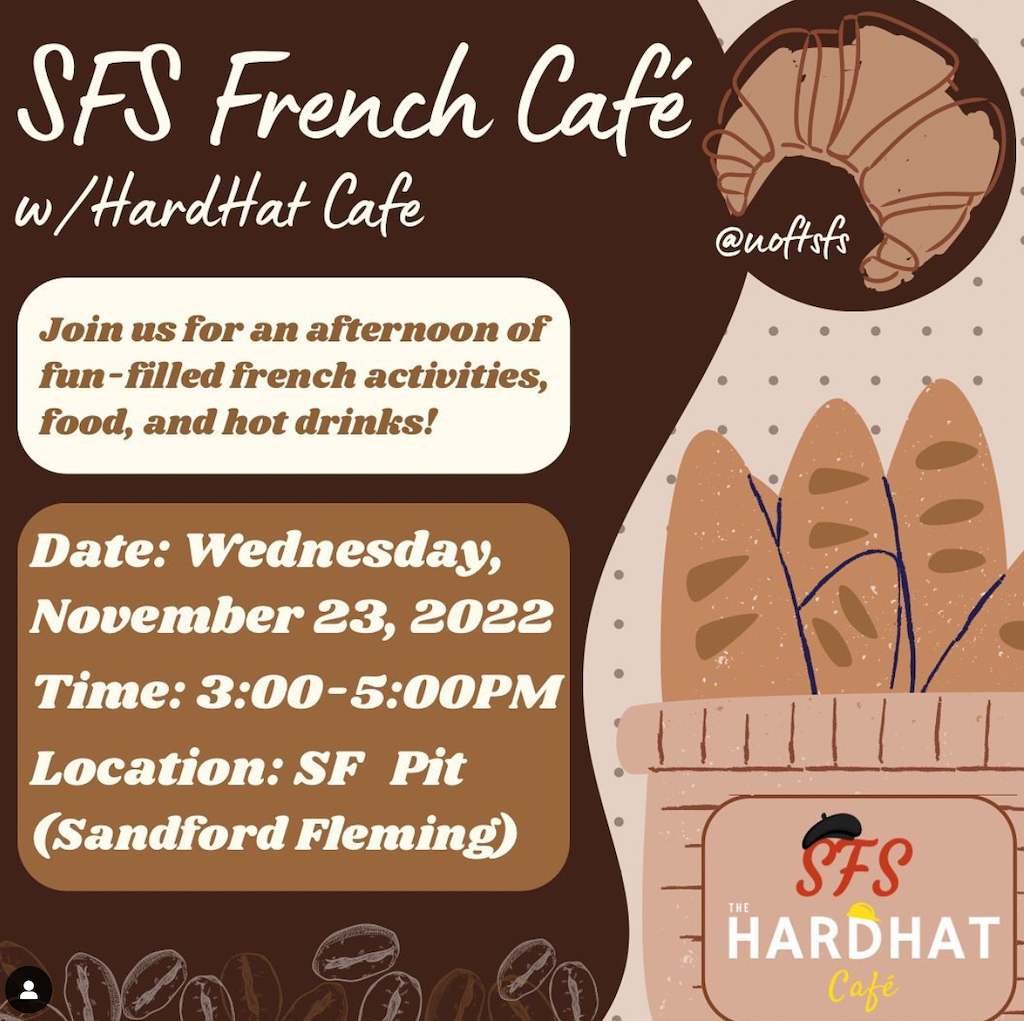 SFS French Café
w/HardHat Cafe
@uoftsfs
Join us for an afternoon of
fun-filled french activities,
food, and hot drinks!
Date: Wednesday,
November 23, 2022
Time: 3:00-5:00PM
Location: SF Pit
(Sandford Fleming)
SFS
THE
HARDHAT
Café